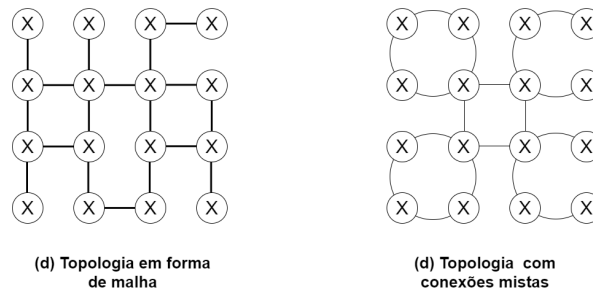 X X X X X X X X
X X X X X X X X
X X X X X X X X
X X X X X X X X
(d) Topologia em forma
de malha
(d) Topologia com
conexões mistas